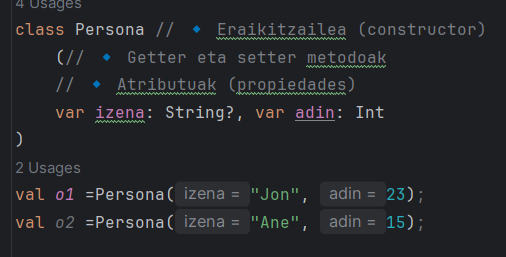 4 Usages
class Persona // 🔹 Eraikitzailea (constructor)
(// 🔹 Getter eta setter metodoak
// 🔹 Atributuak (propiedades)
var izena: String?, var adin: Int
)
2 Usages
val o1 =Persona( izena = "Jon", adin = 23);
val o2 =Persona( izena = "Ane", adin = 15);